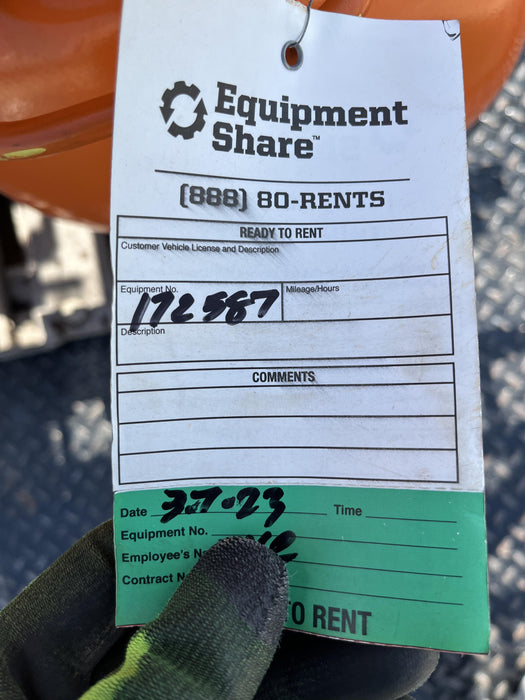 Equipment
Share™
(888) 80-RENTS
READY TO RENT
Customer Vehicle License and Description
Equipment No. Mileage/Hours
172587
Description
COMMENTS
Date 3-7-23 Time
Equipment No.
Employee's
Contract
TO RENT